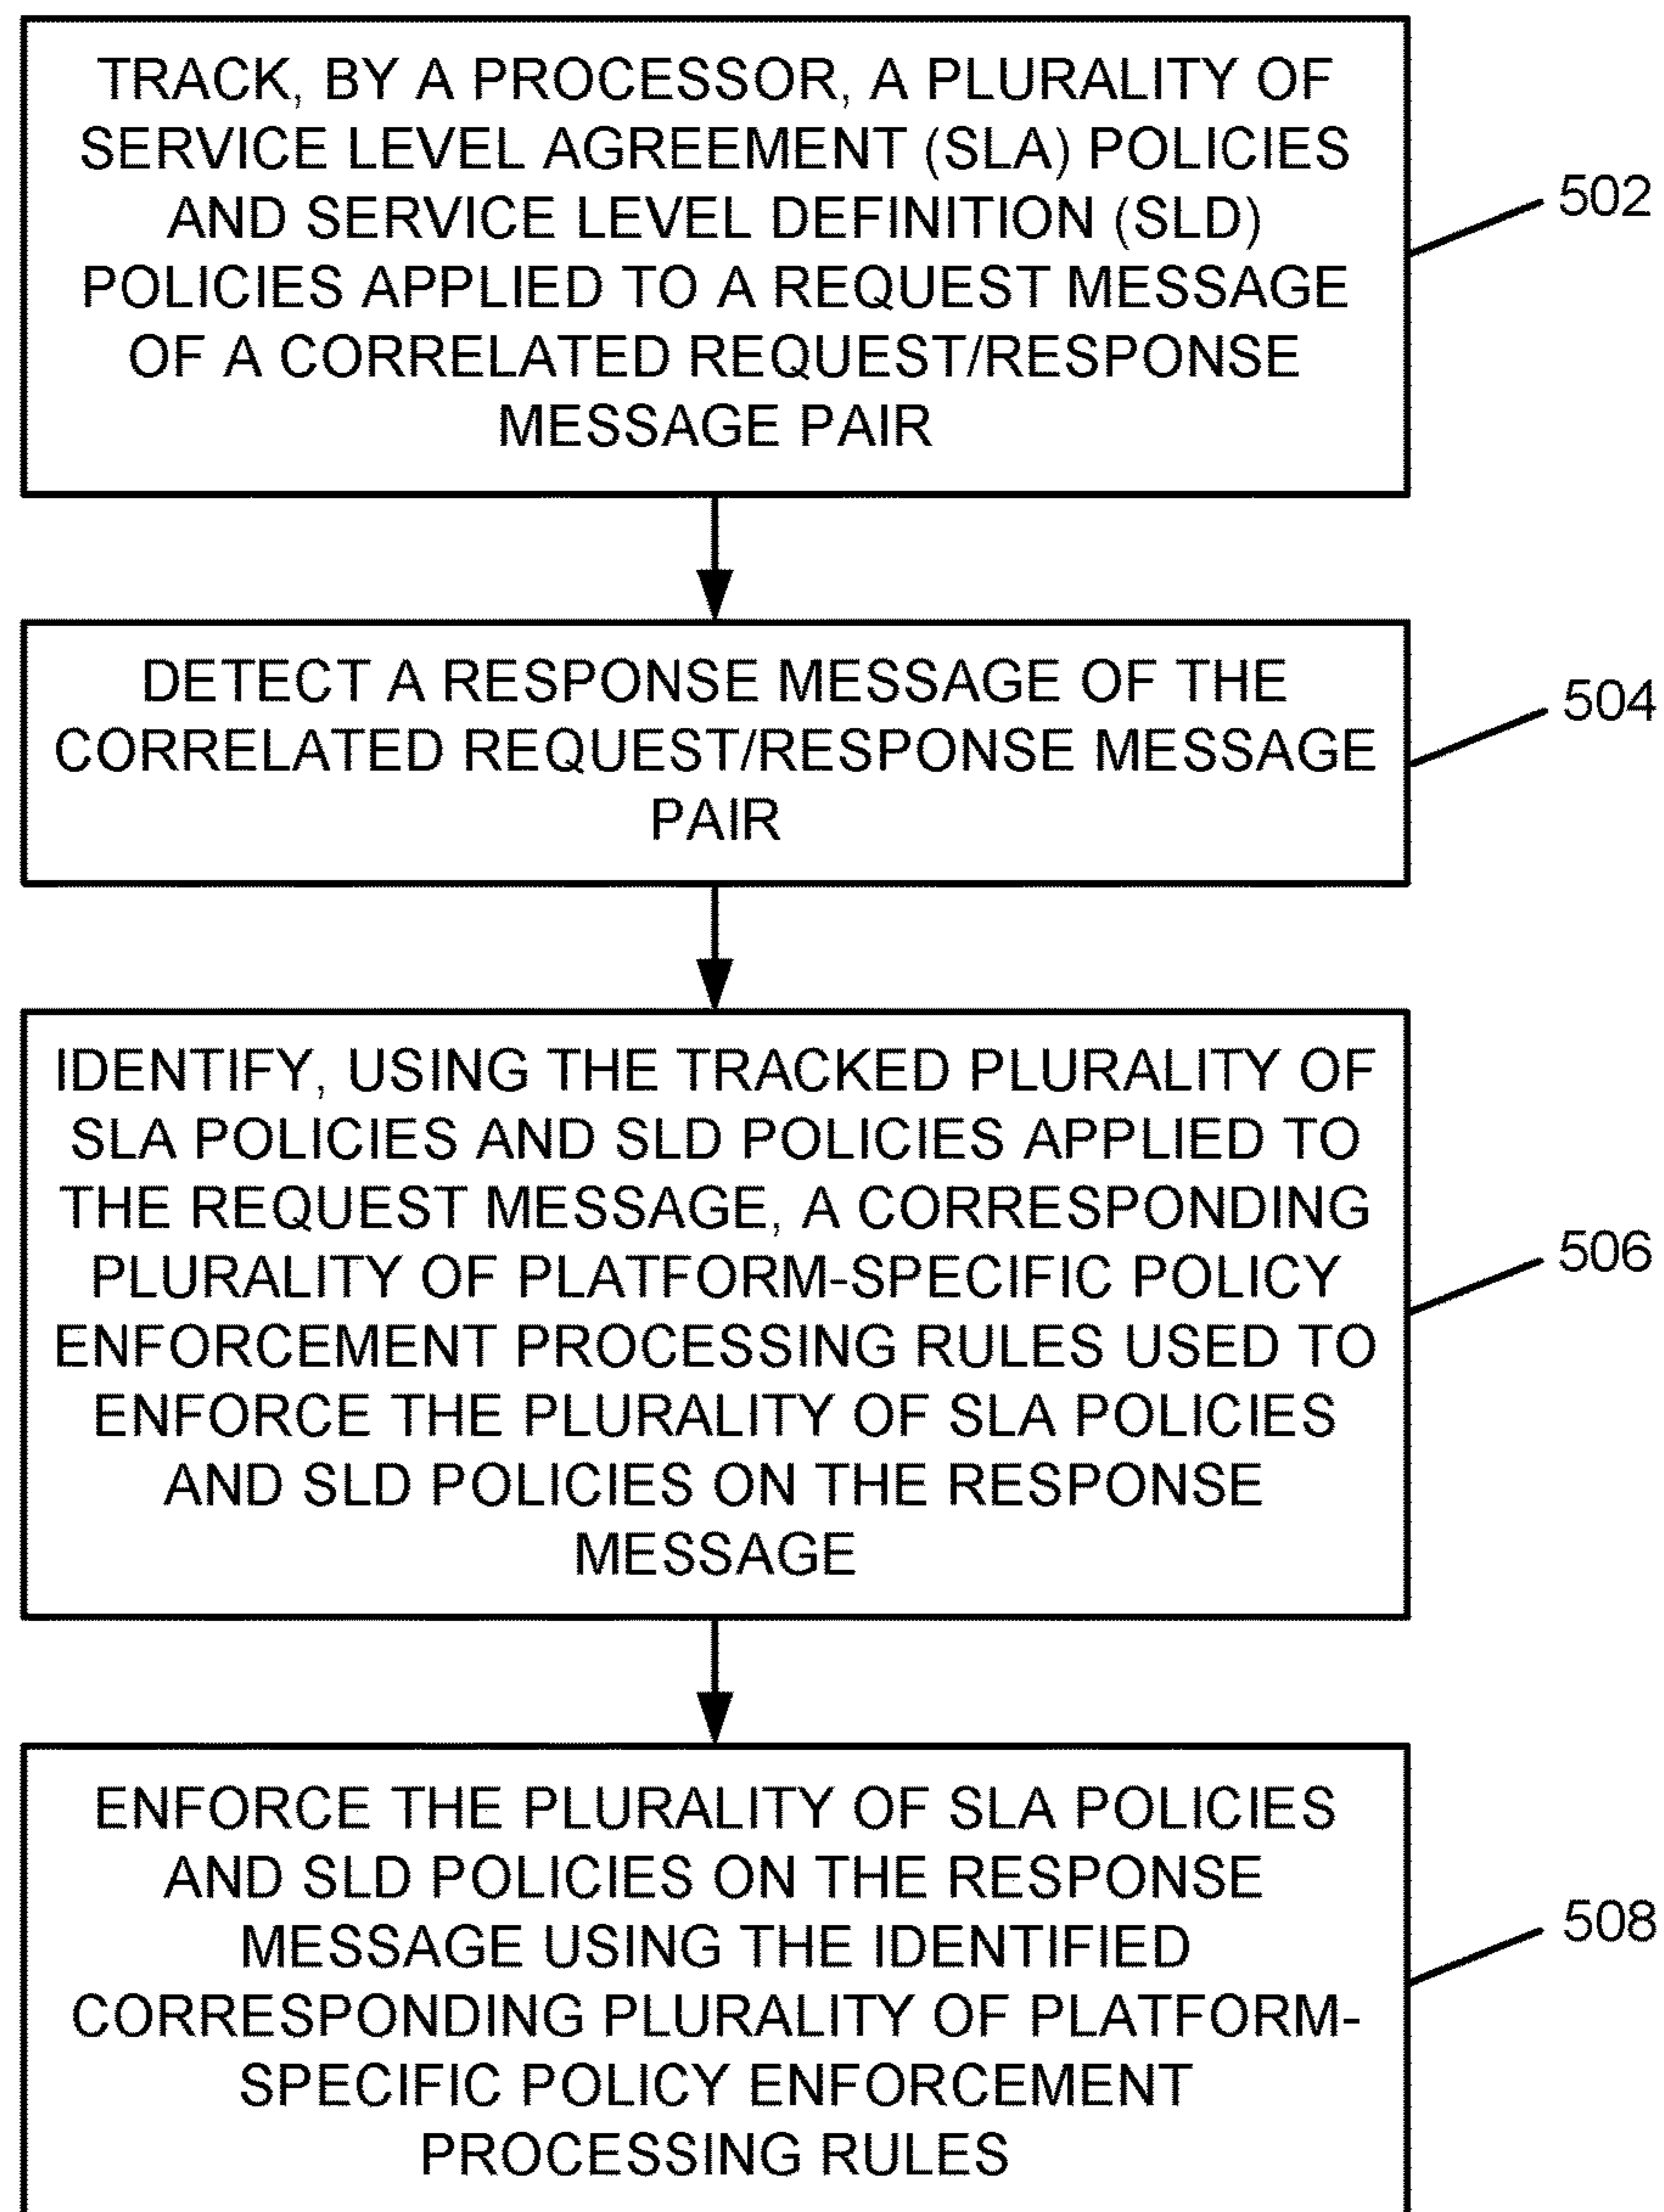 TRACK, BY A PROCESSOR, A PLURALITY OF
SERVICE LEVEL AGREEMENT (SLA) POLICIES
AND SERVICE LEVEL DEFINITION (SLD)
POLICIES APPLIED TO A REQUEST MESSAGE
OF A CORRELATED REQUEST/RESPONSE
MESSAGE PAIR
502
DETECT A RESPONSE MESSAGE OF THE
CORRELATED REQUEST/RESPONSE MESSAGE
PAIR
504
IDENTIFY, USING THE TRACKED PLURALITY OF
SLA POLICIES AND SLD POLICIES APPLIED TO
THE REQUEST MESSAGE, A CORRESPONDING
PLURALITY OF PLATFORM-SPECIFIC POLICY
ENFORCEMENT PROCESSING RULES USED TO
ENFORCE THE PLURALITY OF SLA POLICIES
AND SLD POLICIES ON THE RESPONSE
MESSAGE
506
ENFORCE THE PLURALITY OF SLA POLICIES
AND SLD POLICIES ON THE RESPONSE
MESSAGE USING THE IDENTIFIED
CORRESPONDING PLURALITY OF PLATFORM-
SPECIFIC POLICY ENFORCEMENT
PROCESSING RULES
508